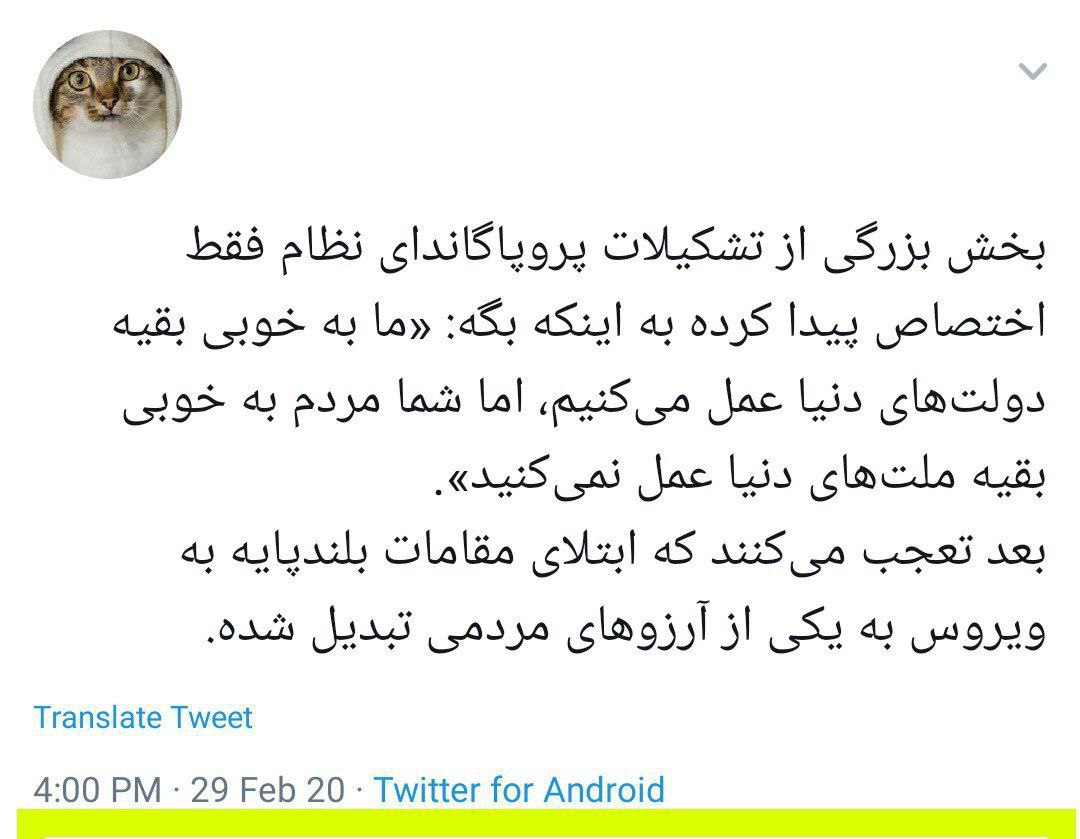 بخش بزرگی از تشکیلات پروپاگاندای نظام فقط
اختصاص پیدا کرده به اینکه بگه: «ما به خوبی بقیه
دولت‌های دنیا عمل می‌کنیم، اما شما مردم به خوبی
بقیه ملت‌های دنیا عمل نمی‌کنید».
بعد تعجب می‌کنند که ابتلای مقامات بلندپایه به
ویروس به یکی از آرزوهای مردمی تبدیل شده.
Translate Tweet
4:00 PM · 29 Feb 20 · Twitter for Android